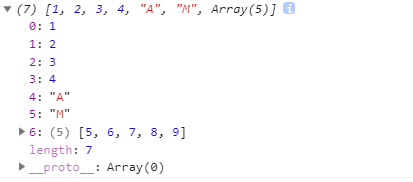 ▼ (7) [1, 2, 3, 4, "A", "M", Array(5)] i
0: 1
1: 2
2: 3
3: 4
4: "A"
5: "M"
▶ 6: (5) [5, 6, 7, 8, 9]
length: 7
▶ __proto__: Array(0)